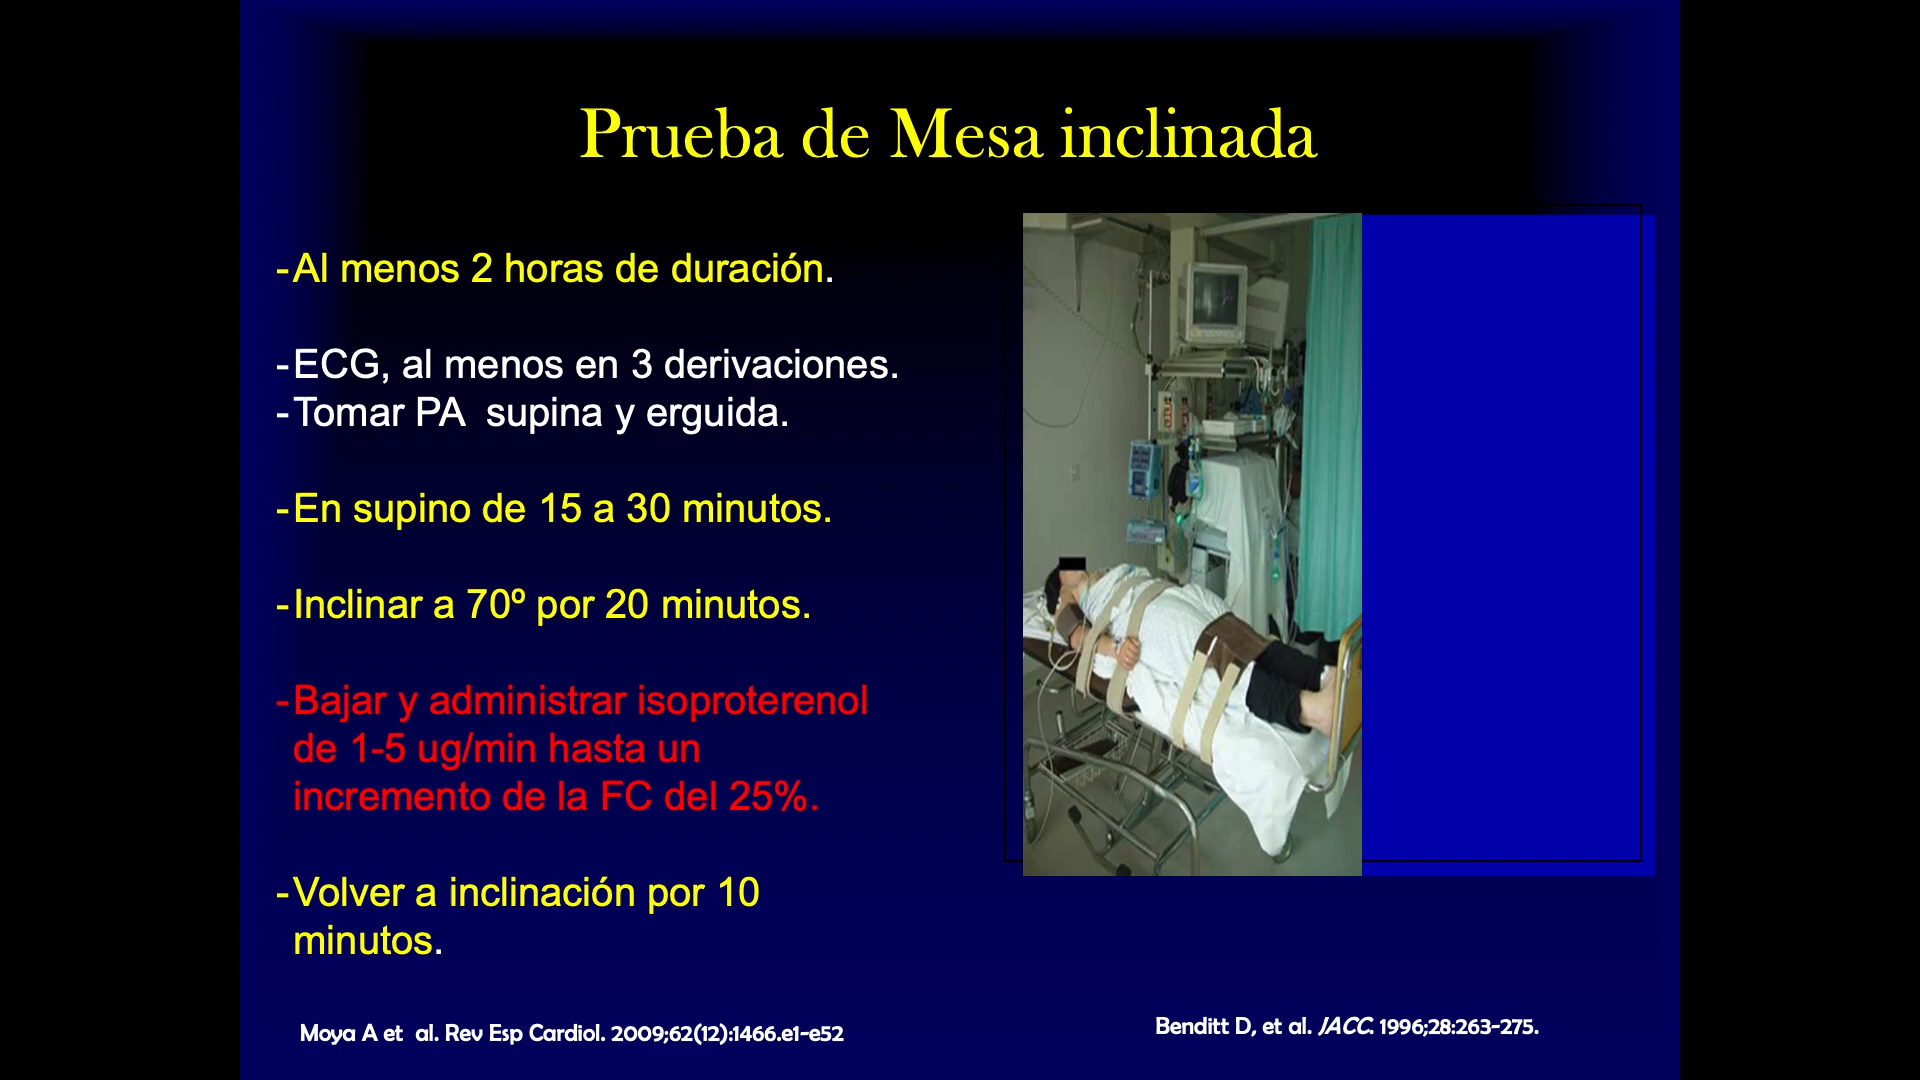 Prueba de Mesa inclinada
-Al menos 2 horas de duración.
-ECG, al menos en 3 derivaciones.
-Tomar PA  supina y erguida.
-En supino de 15 a 30 minutos.
-Inclinar a 70º por 20 minutos.
-Bajar y administrar isoproterenol
de 1-5 ug/min hasta un
incremento de la FC del 25%.
-Volver a inclinación por 10
minutos.
Moya A et  al. Rev Esp Cardiol. 2009;62(12):1466.e1-e52
Benditt D, et al. JACC. 1996;28:263-275.